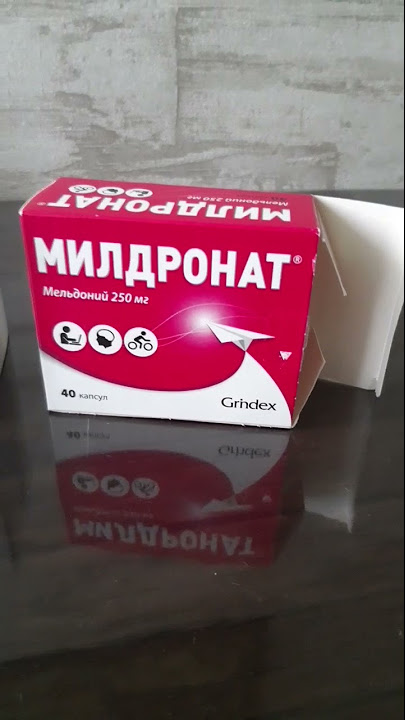 Мельдоний 250 мг
МИЛДРОНАТ
МИЛДРОНАТ®
Мельдоний 250 мг
40 капсул
Grindex